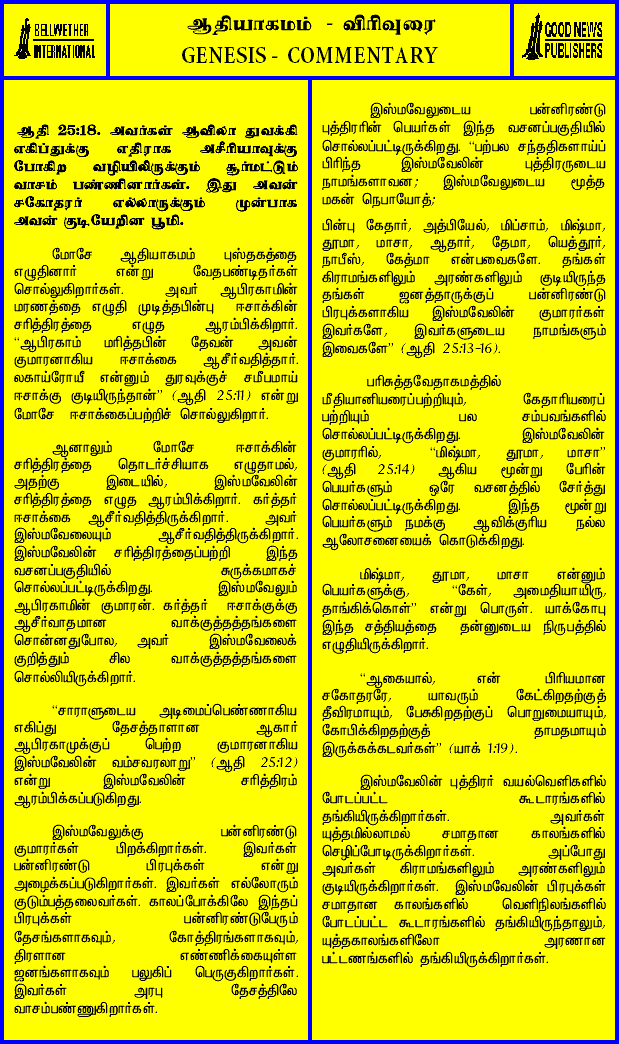 BELLWETHER
INTERNATIONAL
ஆதியாகமம் - விரிவுரை
GENESIS - COMMENTARY
GOOD NEWS
PUBLISHERS
ஆதி 25:18. அவர்கள் ஆவிலா துவக்கி
எகிப்துக்கு எதிராக அசீரியாவுக்கு
போகிற வழியிலிருக்கும் சூர்மட்டும்
வாசம் பண்ணினார்கள். இது அவன்
சகோதரர் எல்லாருக்கும் முன்பாக
அவன் குடியேறின பூமி.
மோசே ஆதியாகமம் புஸ்தகத்தை
எழுதினார் என்று வேதபண்டிதர்கள்
சொல்லுகிறார்கள். அவர் ஆபிரகாமின்
மரணத்தை எழுதி முடித்தபின்பு ஈசாக்கின்
சரித்திரத்தை எழுத ஆரம்பிக்கிறார்.
“ஆபிரகாம் மரித்தபின் தேவன் அவன்
குமாரனாகிய ஈசாக்கை ஆசீர்வதித்தார்.
லகாய்ரோயீ என்னும் துரவுக்குச் சமீபமாய்
ஈசாக்கு குடியிருந்தான்” (ஆதி 25:11) என்று
மோசே ஈசாக்கைப்பற்றிச் சொல்லுகிறார்.
ஆனாலும் மோசே ஈசாக்கின்
சரித்திரத்தை தொடர்ச்சியாக எழுதாமல்,
அதற்கு இடையில், இஸ்மவேலின்
சரித்திரத்தை எழுத ஆரம்பிக்கிறார். கர்த்தர்
ஈசாக்கை ஆசீர்வதித்திருக்கிறார். அவர்
இஸ்மவேலையும் ஆசீர்வதித்திருக்கிறார்.
இஸ்மவேலின் சரித்திரத்தைப்பற்றி இந்த
வசனப்பகுதியில் சுருக்கமாகச்
சொல்லப்பட்டிருக்கிறது. இஸ்மவேலும்
ஆபிரகாமின் குமாரன். கர்த்தர் ஈசாக்குக்கு
ஆசீர்வாதமான வாக்குத்தத்தங்களை
சொன்னதுபோல, அவர் இஸ்மவேலைக்
குறித்தும் சில வாக்குத்தத்தங்களை
சொல்லியிருக்கிறார்.
“சாராளுடைய அடிமைப்பெண்ணாகிய
எகிப்து தேசத்தாளான ஆகார்
ஆபிரகாமுக்குப் பெற்ற குமாரனாகிய
இஸ்மவேலின் வம்சவரலாறு” (ஆதி 25:12)
என்று இஸ்மவேலின் சரித்திரம்
ஆரம்பிக்கப்படுகிறது.
இஸ்மவேலுக்கு பன்னிரண்டு
குமாரர்கள் பிறக்கிறார்கள். இவர்கள்
பன்னிரண்டு பிரபுக்கள் என்று
அழைக்கப்படுகிறார்கள். இவர்கள் எல்லோரும்
குடும்பத்தலைவர்கள். காலப்போக்கிலே இந்தப்
பிரபுக்கள் பன்னிரண்டுபேரும்
தேசங்களாகவும், கோத்திரங்களாகவும்,
திரளான எண்ணிக்கையுள்ள
ஜனங்களாகவும் பலுகிப் பெருகுகிறார்கள்.
இவர்கள் அரபு தேசத்திலே
வாசம்பண்ணுகிறார்கள்.
இஸ்மவேலுடைய பன்னிரண்டு
புத்திரரின் பெயர்கள் இந்த வசனப்பகுதியில்
சொல்லப்பட்டிருக்கிறது. “பற்பல சந்ததிகளாய்ப்
பிரிந்த இஸ்மவேலின் புத்திரருடைய
நாமங்களாவன; இஸ்மவேலுடைய மூத்த
மகன் நெபாயோத்;
பின்பு கேதார், அத்பியேல், மிப்சாம், மிஷ்மா,
தூமா, மாசா, ஆதார், தேமா, யெத்தூர்,
நாபீஸ், கேத்மா என்பவைகளே. தங்கள்
கிராமங்களிலும் அரண்களிலும் குடியிருந்த
தங்கள் ஜனத்தாருக்குப் பன்னிரண்டு
பிரபுக்களாகிய இஸ்மவேலின் குமாரர்கள்
இவர்களே, இவர்களுடைய நாமங்களும்
இவைகளே” (ஆதி 25:13-16).
பரிசுத்தவேதாகமத்தில்
மீதியானியரைப்பற்றியும், கேதாரியரைப்
பற்றியும் பல சம்பவங்களில்
சொல்லப்பட்டிருக்கிறது. இஸ்மவேலின்
குமாரரில், “மிஷ்மா, தூமா, மாசா”
(ஆதி 25:14) ஆகிய மூன்று பேரின்
பெயர்களும் ஒரே வசனத்தில் சேர்த்து
சொல்லப்பட்டிருக்கிறது. இந்த மூன்று
பெயர்களும் நமக்கு ஆவிக்குரிய நல்ல
ஆலோசனையைக் கொடுக்கிறது.
மிஷ்மா, தூமா, மாசா என்னும்
பெயர்களுக்கு, “கேள், அமைதியாயிரு,
தாங்கிக்கொள்” என்று பொருள். யாக்கோபு
இந்த சத்தியத்தை தன்னுடைய நிருபத்தில்
எழுதியிருக்கிறார்.
“ஆகையால், என் பிரியமான
சகோதரரே, யாவரும் கேட்கிறதற்குத்
தீவிரமாயும், பேசுகிறதற்குப் பொறுமையாயும்,
கோபிக்கிறதற்குத் தாமதமாயும்
இருக்கக்கடவர்கள்” (யாக் 1:19).
இஸ்மவேலின் புத்திரர் வயல்வெளிகளில்
போடப்பட்ட கூடாரங்களில்
தங்கியிருக்கிறார்கள். அவர்கள்
யுத்தமில்லாமல் சமாதான காலங்களில்
செழிப்போடிருக்கிறார்கள். அப்போது
அவர்கள் கிராமங்களிலும் அரண்களிலும்
குடியிருக்கிறார்கள். இஸ்மவேலின் பிரபுக்கள்
சமாதான காலங்களில் வெளிநிலங்களில்
போடப்பட்ட கூடாரங்களில் தங்கியிருந்தாலும்,
யுத்தகாலங்களிலோ அரணான
பட்டணங்களில் தங்கியிருக்கிறார்கள்.